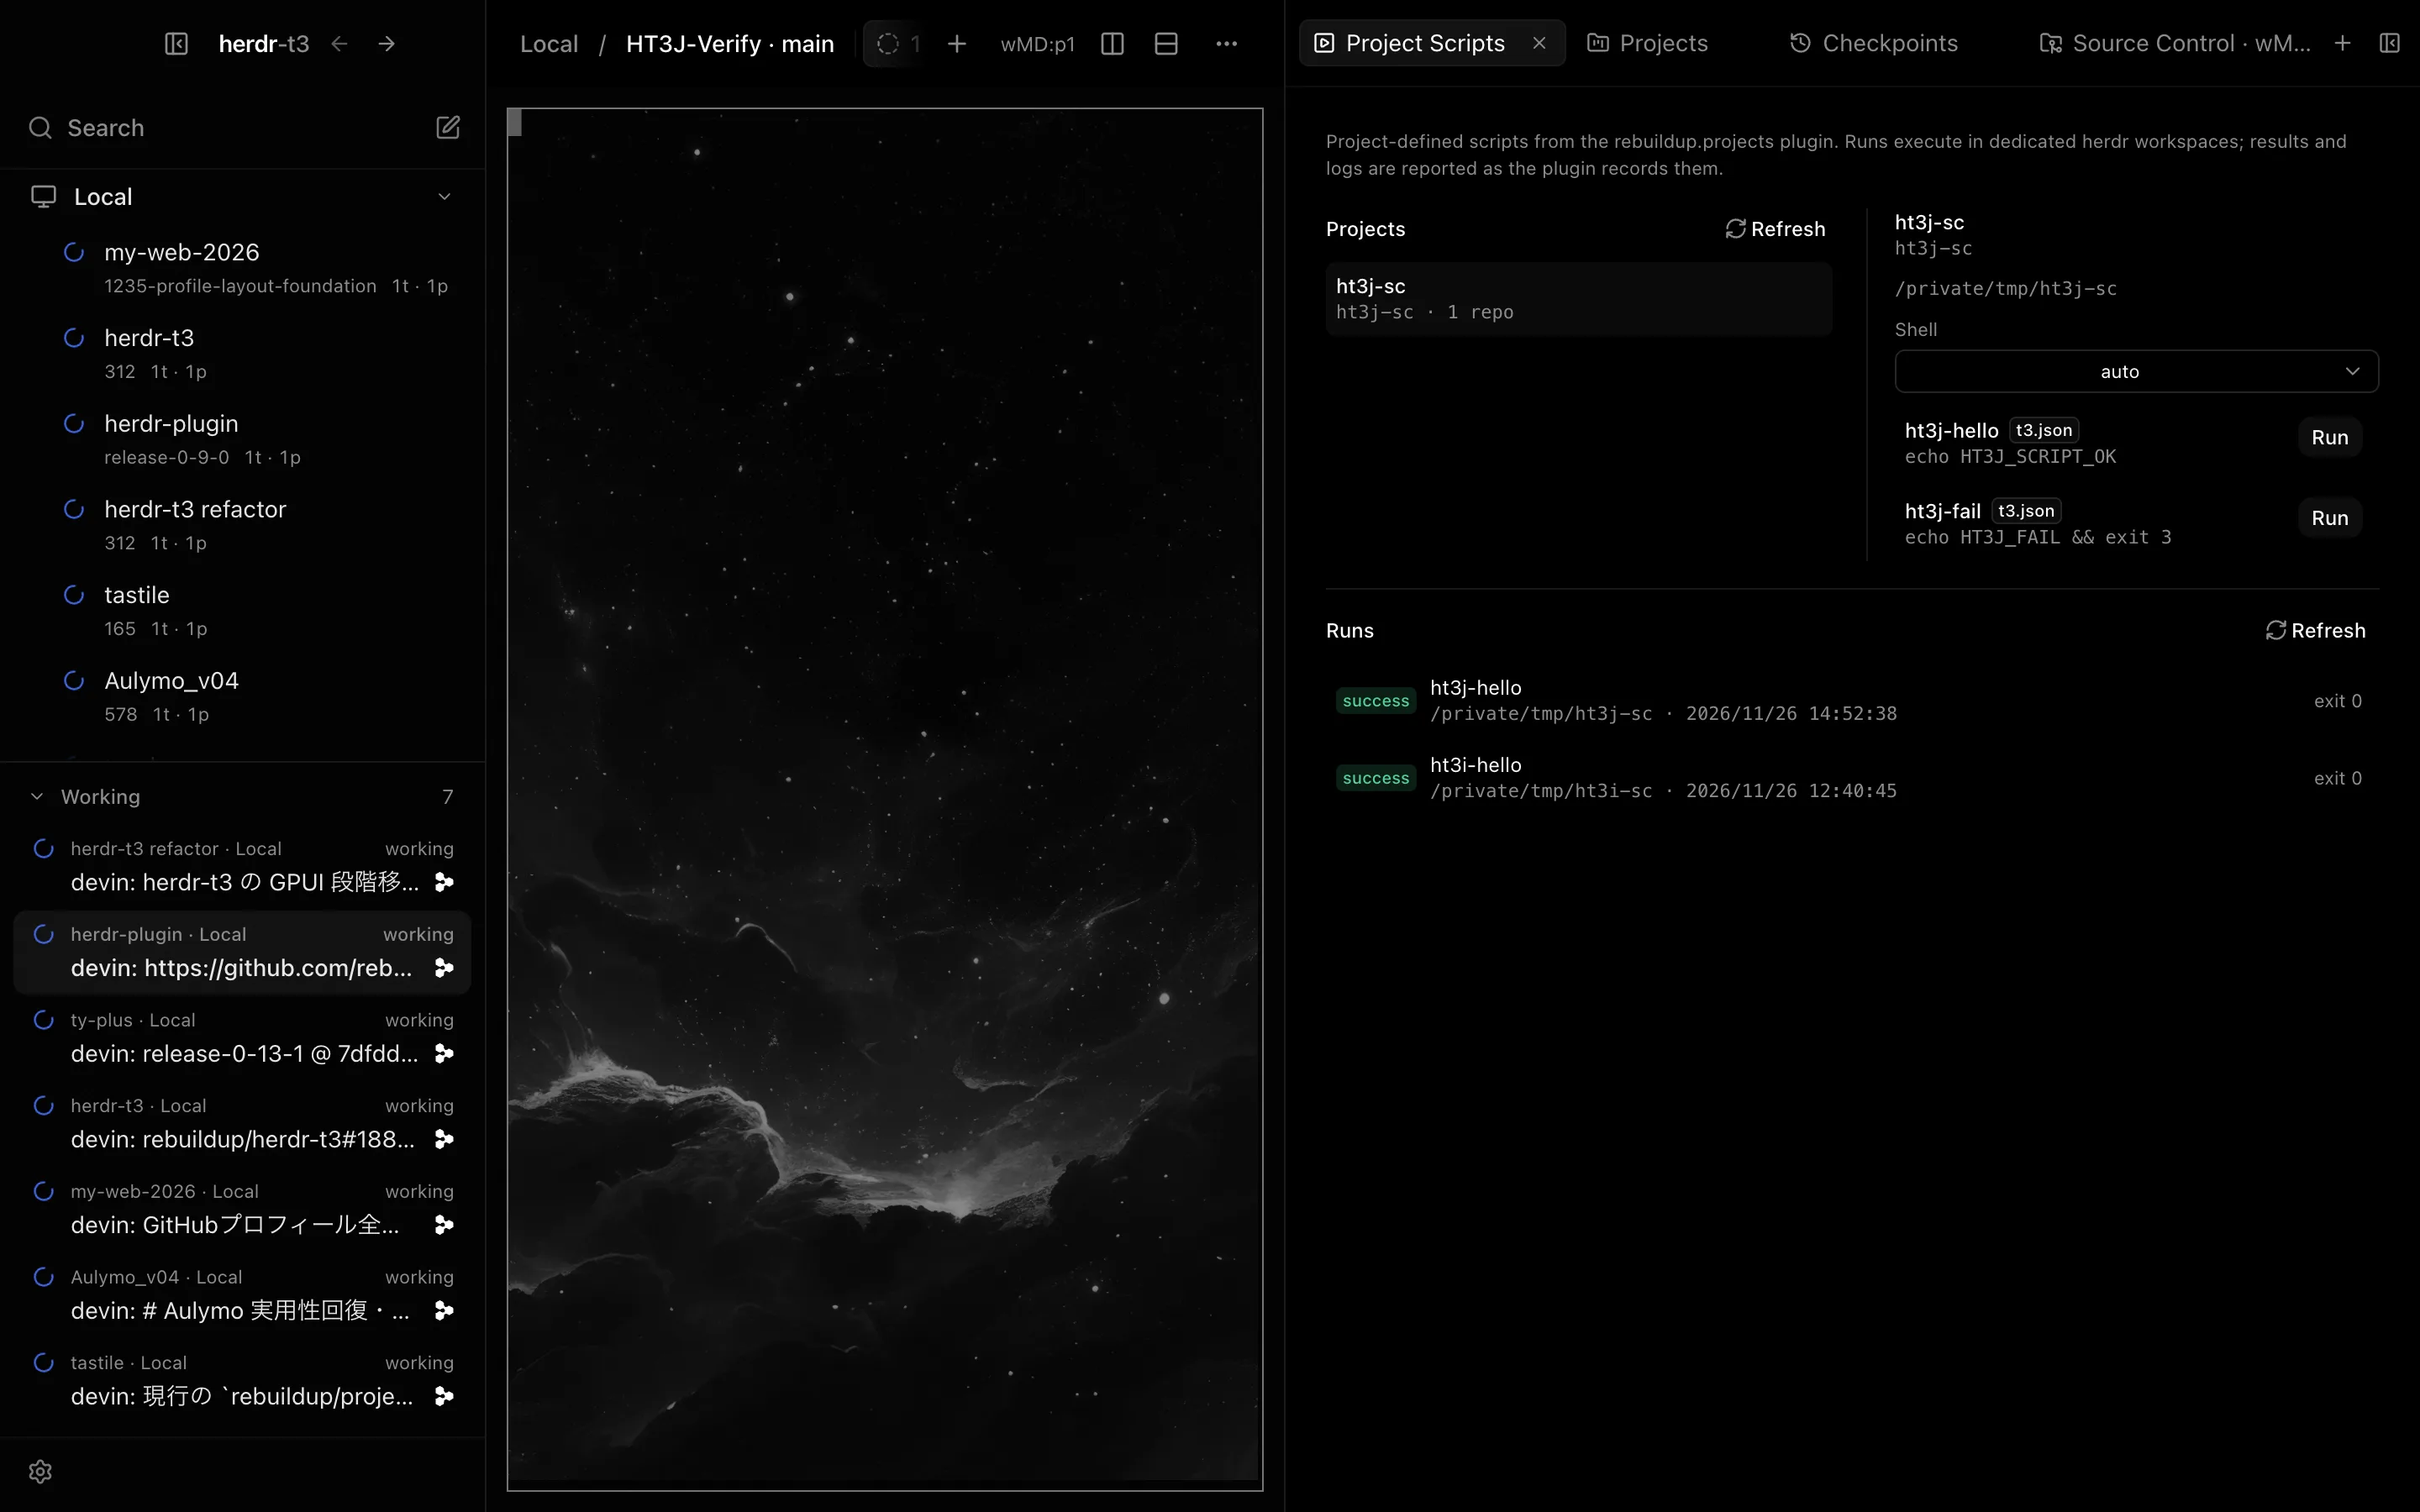 herdr-t3
Search
Local
my-web-2026
1235-profile-layout-foundation 1t · 1p
herdr-t3
312 1t · 1p
herdr-plugin
release-0-9-0 1t · 1p
herdr-t3 refactor
312 1t · 1p
tastile
165 1t · 1p
Aulymo_v04
578 1t · 1p
Working 7
herdr-t3 refactor · Local working
devin: herdr-t3 の GPUI 段階移...
herdr-plugin · Local working
devin: https://github.com/reb...
ty-plus · Local working
devin: release-0-13-1 @ 7dfdd...
herdr-t3 · Local working
devin: rebuildup/herdr-t3#188...
my-web-2026 · Local working
devin: GitHubプロフィール全...
Aulymo_v04 · Local working
devin: # Aulymo 実用性回復・...
tastile · Local working
devin: 現行の `rebuildup/proje...
Local / HT3J-Verify · main 1 wMD:p1
Project Scripts Projects Checkpoints Source Control · wM...
Project-defined scripts from the rebuildup.projects plugin. Runs execute in dedicated herdr workspaces; results and
logs are reported as the plugin records them.
Projects Refresh
ht3j-sc
ht3j-sc · 1 repo
ht3j-sc
ht3j-sc
/private/tmp/ht3j-sc
Shell
auto
ht3j-hello t3.json Run
echo HT3J_SCRIPT_OK
ht3j-fail t3.json Run
echo HT3J_FAIL && exit 3
Runs Refresh
success ht3j-hello exit 0
/private/tmp/ht3j-sc · 2026/11/26 14:52:38
success ht3i-hello exit 0
/private/tmp/ht3i-sc · 2026/11/26 12:40:45